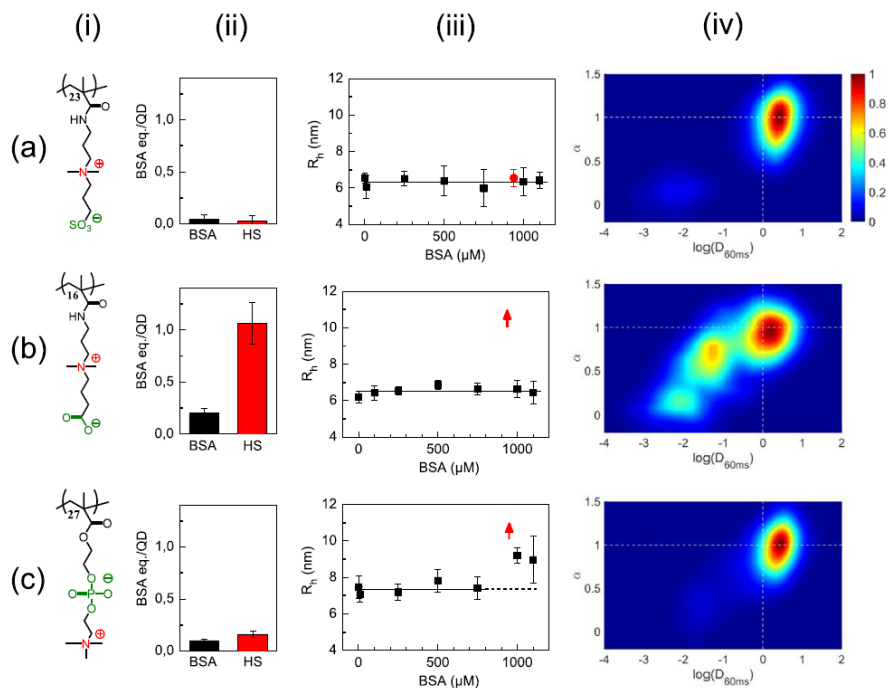 (i) (ii) (iii) (iv)
(a)
23
O
HN
N
⊕
⊖
SO3
BSA eq./QD
1,0
0,5
0,0
BSA HS
Rh (nm)
12
10
8
6
4
0 500 1000
BSA (µM)
α
1.5
1
0.5
0
-4 -3 -2 -1 0 1 2
log(D60ms)
1
0.8
0.6
0.4
0.2
0
(b)
16
O
HN
N
⊕
O
O
⊖
BSA eq./QD
1,0
0,5
0,0
BSA HS
Rh (nm)
12
10
8
6
4
0 500 1000
BSA (µM)
α
1.5
1
0.5
0
-4 -3 -2 -1 0 1 2
log(D60ms)
(c)
27
O
O
O
⊖
O P O
O
⊕
N
BSA eq./QD
1,0
0,5
0,0
BSA HS
Rh (nm)
12
10
8
6
4
0 500 1000
BSA (µM)
α
1.5
1
0.5
0
-4 -3 -2 -1 0 1 2
log(D60ms)